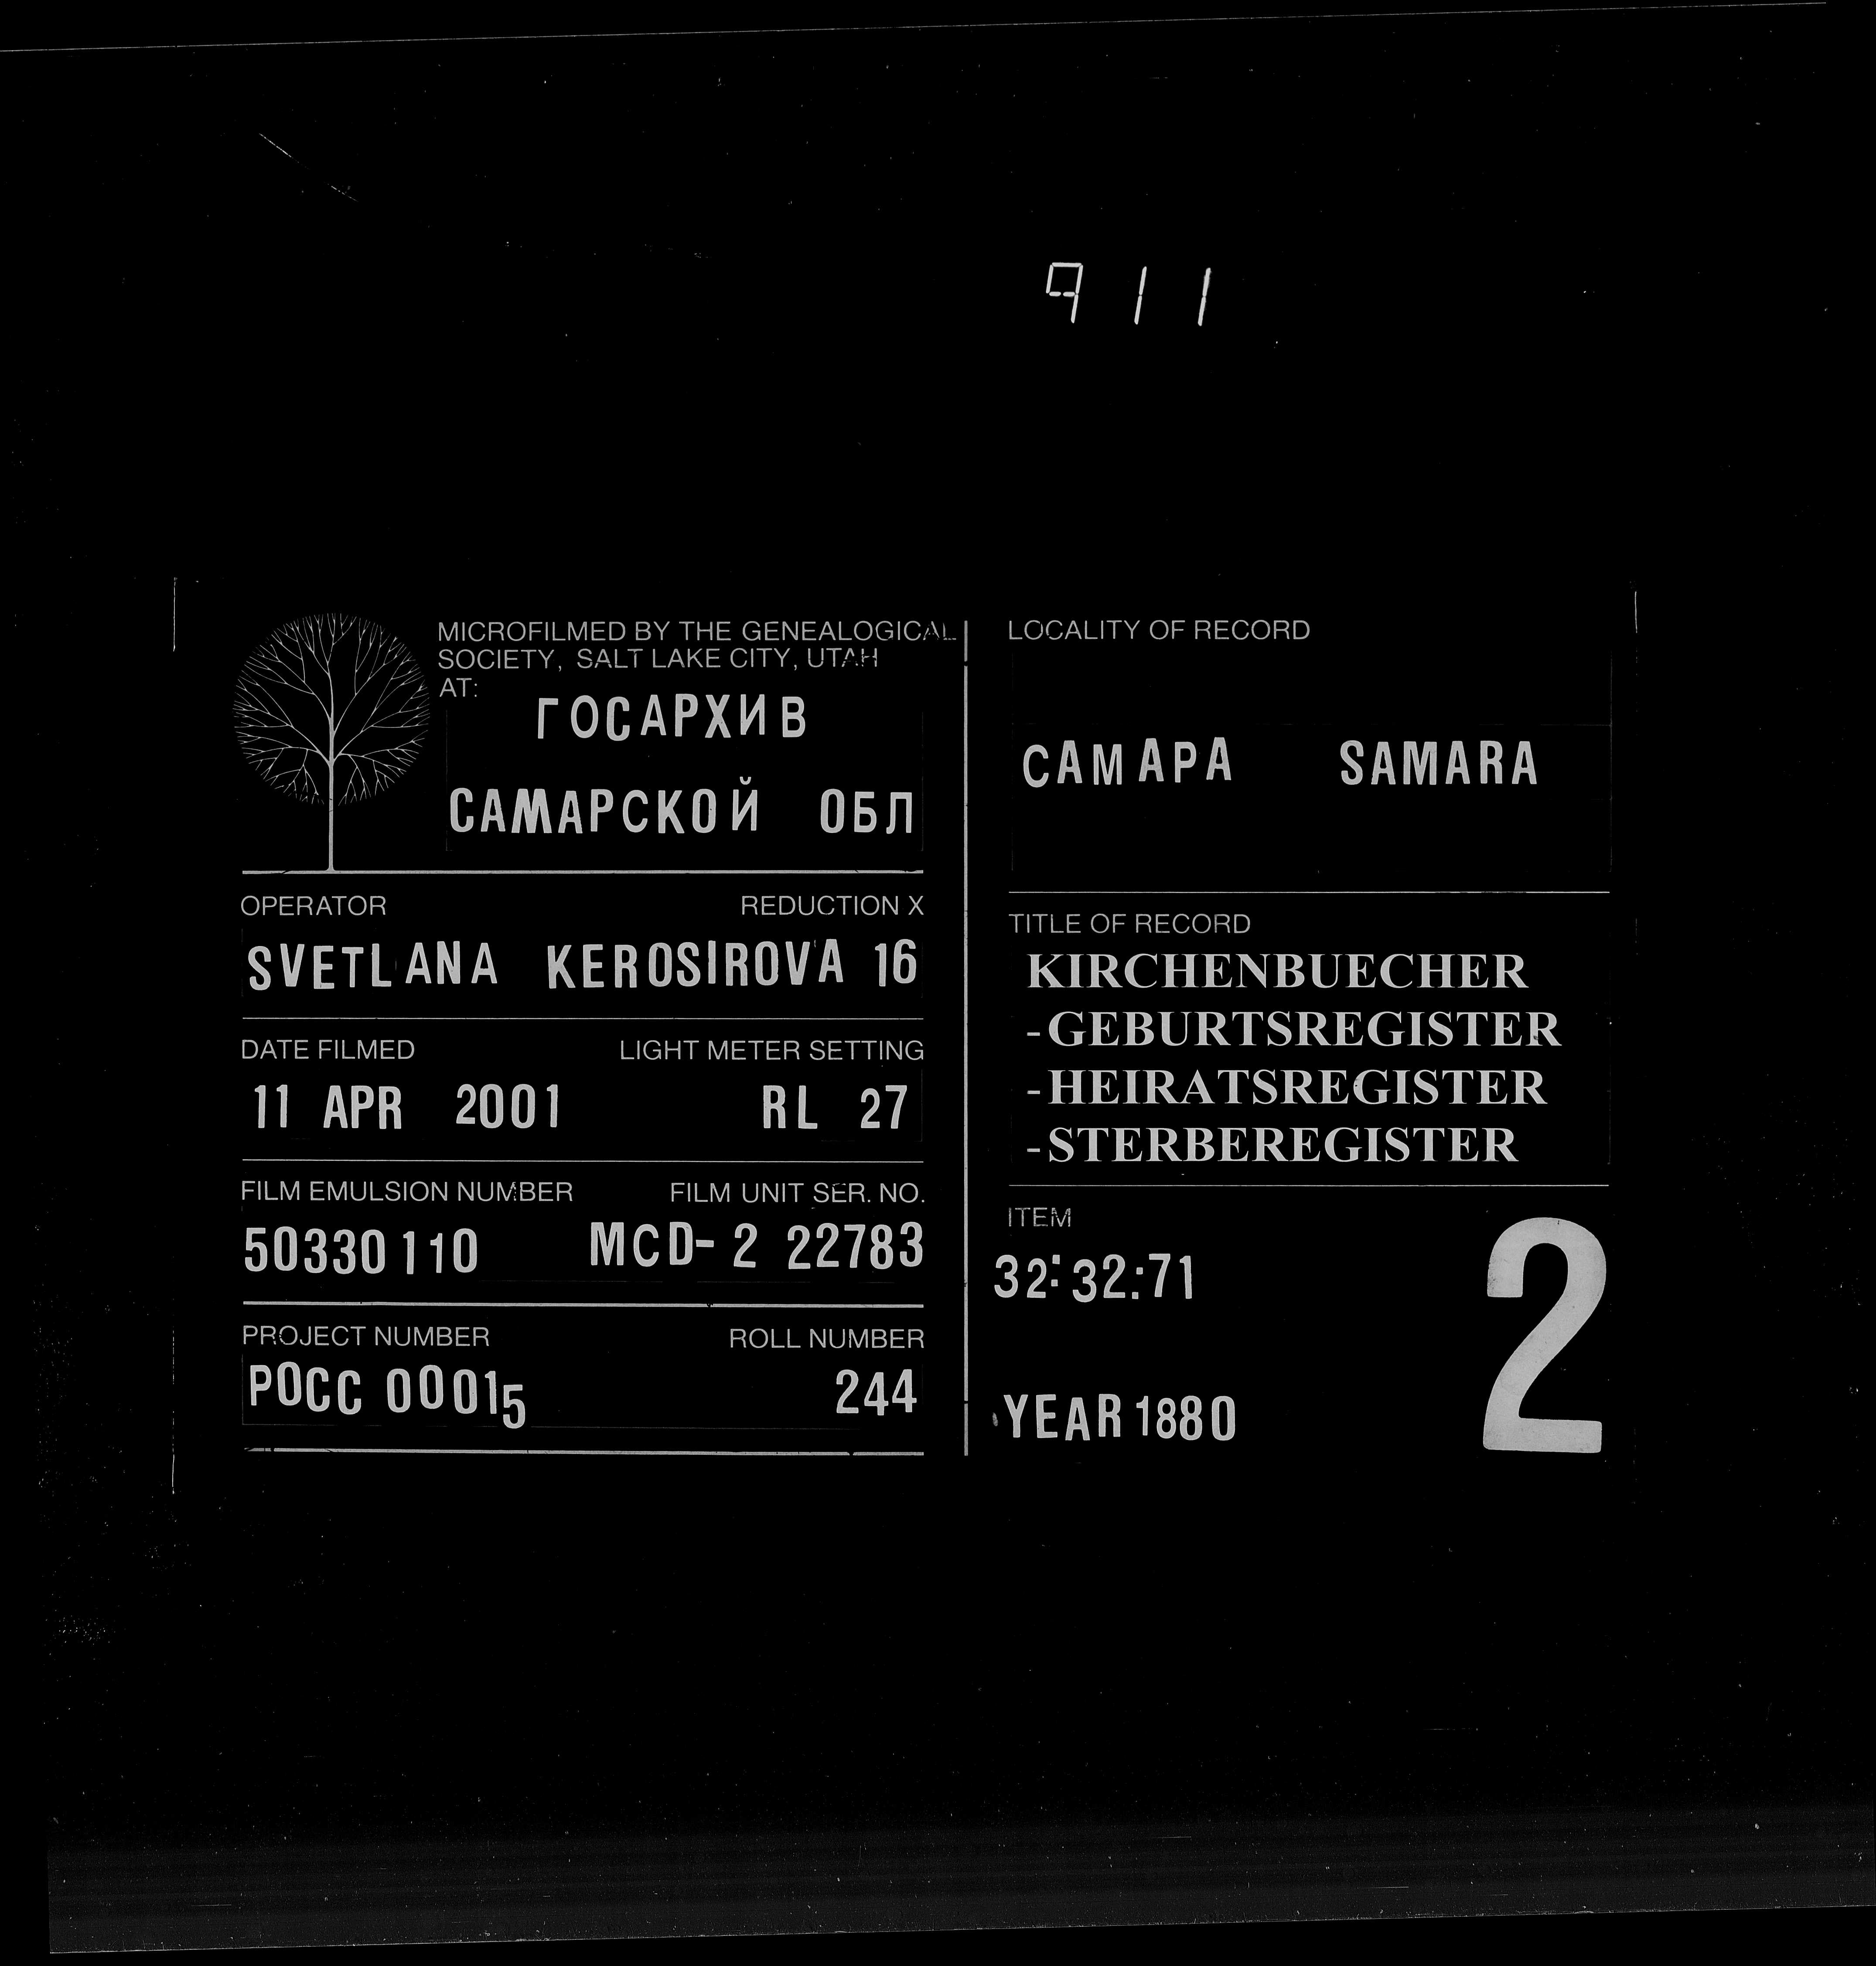 911
MICROFILMED BY THE GENEALOGICAL
SOCIETY, SALT LAKE CITY, UTAH
AT:
ГОСАРХИВ
САМАРСКОЙ ОБЛ
OPERATOR REDUCTION X
SVETLANA KEROSIROVA 16
DATE FILMED LIGHT METER SETTING
11 APR 2001 RL 27
FILM EMULSION NUMBER FILM UNIT SER. NO.
50330110 MCD-2 22783
PROJECT NUMBER ROLL NUMBER
РОСС 00015 244
LOCALITY OF RECORD
САМАРА SAMARA
TITLE OF RECORD
KIRCHENBUECHER
-GEBURTSREGISTER
-HEIRATSREGISTER
-STERBEREGISTER
ITEM
32:32:71
2
YEAR 1880